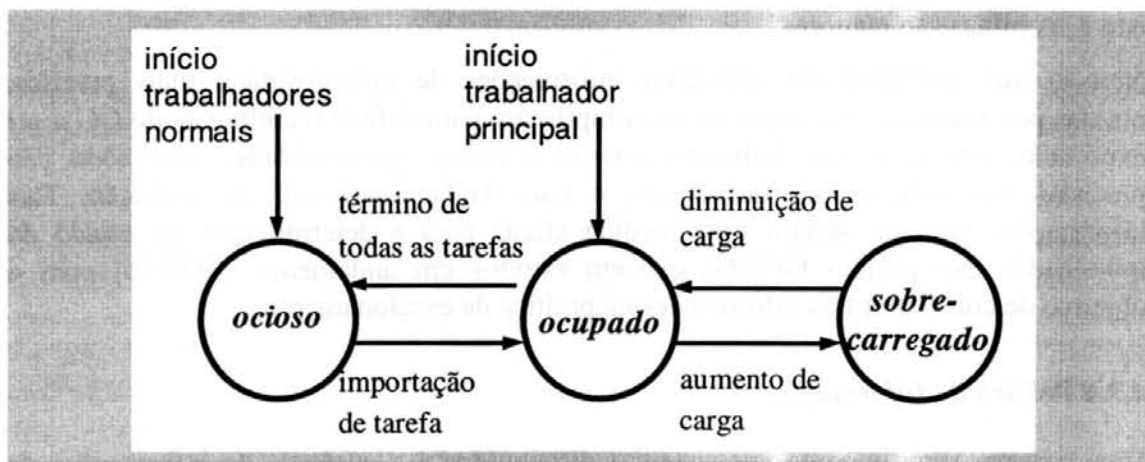 início
trabalhadores
normais
início
trabalhador
principal
término de
todas as tarefas
diminuição de
carga
ocioso
ocupado
sobre-
carregado
importação
de tarefa
aumento de
carga